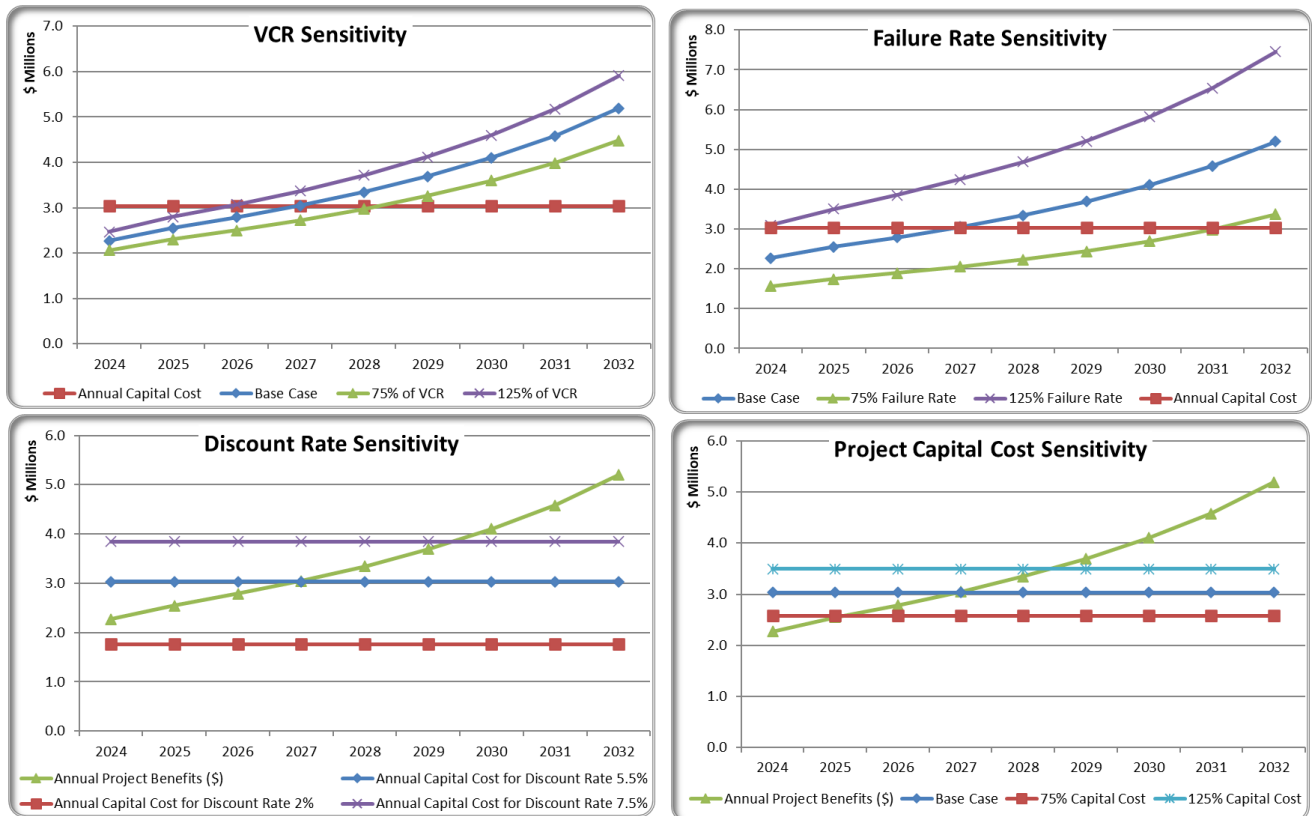 VCR Sensitivity
$ Millions
7.0
6.0
5.0
4.0
3.0
2.0
1.0
0.0
2024 2025 2026 2027 2028 2029 2030 2031 2032
Annual Capital Cost Base Case 75% of VCR 125% of VCR
Failure Rate Sensitivity
$ Millions
8.0
7.0
6.0
5.0
4.0
3.0
2.0
1.0
0.0
2024 2025 2026 2027 2028 2029 2030 2031 2032
Base Case 75% Failure Rate 125% Failure Rate Annual Capital Cost
Discount Rate Sensitivity
$ Millions
6.0
5.0
4.0
3.0
2.0
1.0
0.0
2024 2025 2026 2027 2028 2029 2030 2031 2032
Annual Project Benefits ($) Annual Capital Cost for Discount Rate 5.5%
Annual Capital Cost for Discount Rate 2% Annual Capital Cost for Discount Rate 7.5%
Project Capital Cost Sensitivity
$ Millions
6.0
5.0
4.0
3.0
2.0
1.0
0.0
2024 2025 2026 2027 2028 2029 2030 2031 2032
Annual Project Benefits ($) Base Case 75% Capital Cost 125% Capital Cost